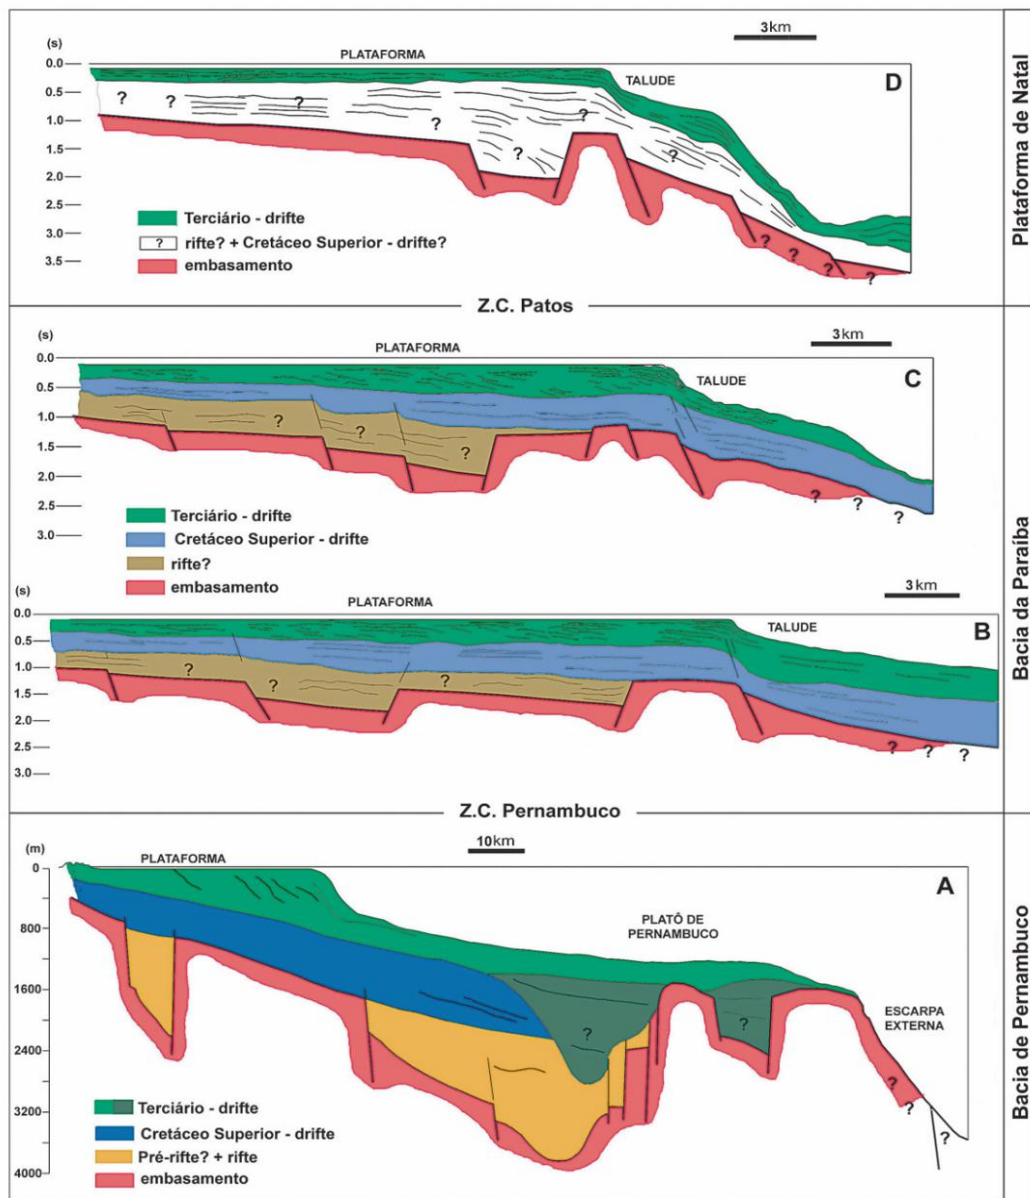 3km
(s)
PLATAFORMA
D
0.0
TALUDE
0.5
?
?
?
?
1.0
?
1.5
?
?
2.0
2.5
Terciário - drifte
3.0
? rifte? + Cretáceo Superior - drifte?
?
?
?
?
3.5
embasamento
Plataforma de Natal
Z.C. Patos
(s)
3km
PLATAFORMA
0.0
C
TALUDE
0.5
1.0
?
?
1.5
?
2.0
?
?
2.5
?
Terciário - drifte
3.0
Cretáceo Superior - drifte
rifte?
embasamento
(s)
3km
PLATAFORMA
0.0
TALUDE
B
0.5
1.0
?
?
?
1.5
2.0
?
?
?
2.5
3.0
Bacia da Paraíba
Z.C. Pernambuco
(m)
10km
PLATAFORMA
0
A
PLATÔ DE
PERNAMBUCO
800
1600
ESCARPA
EXTERNA
?
?
2400
?
?
3200
Terciário - drifte
?
Cretáceo Superior - drifte
Pré-rifte? + rifte
4000
embasamento
Bacia de Pernambuco